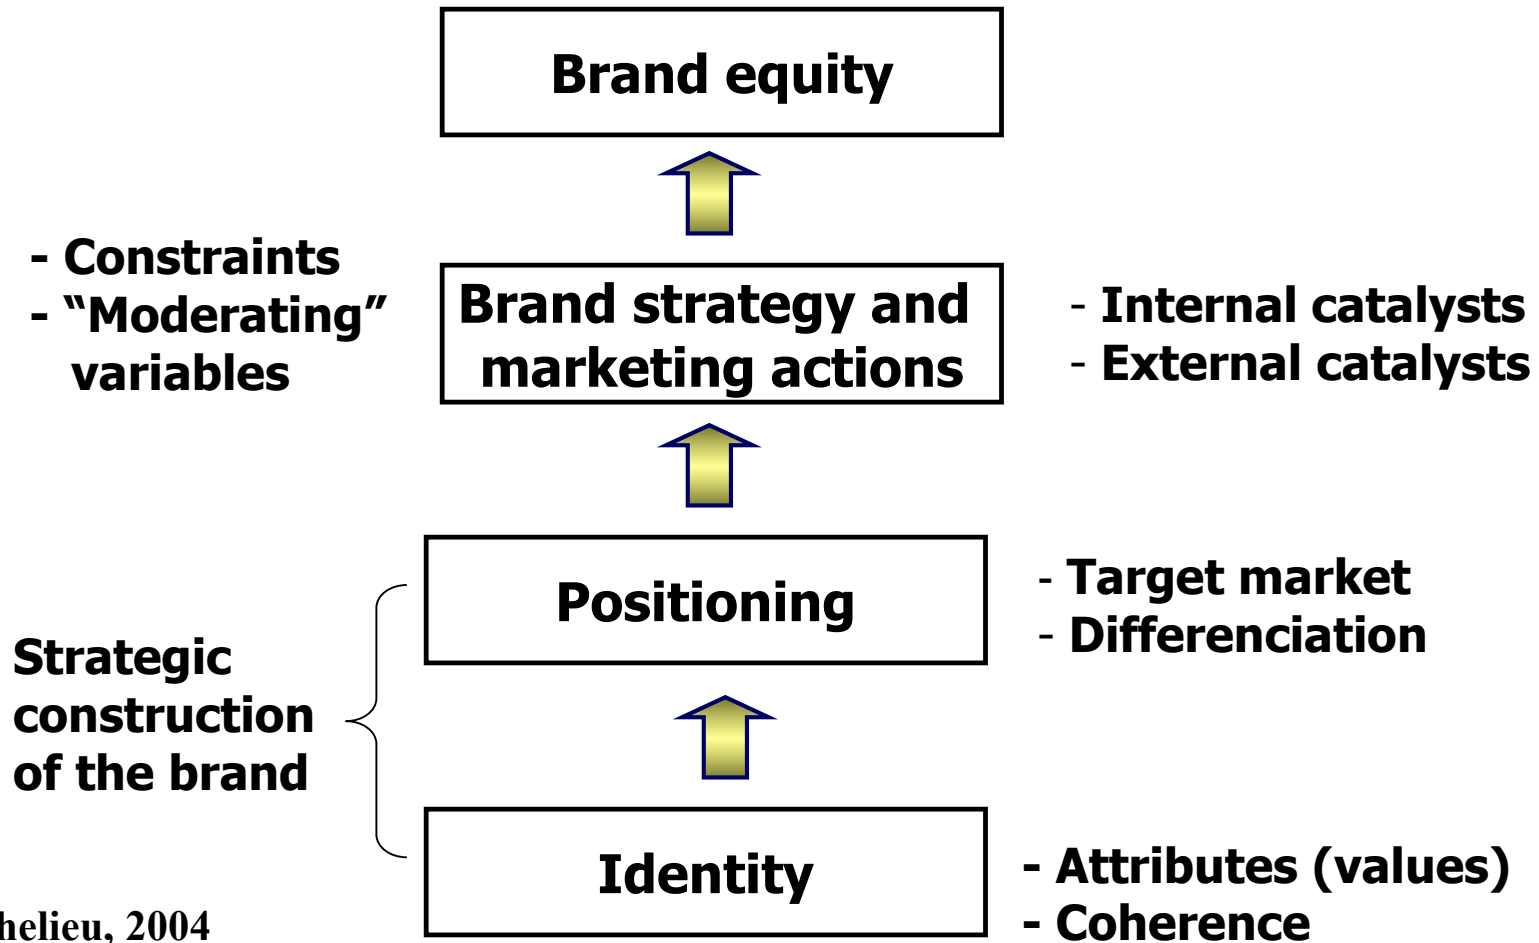 Brand equity
- Constraints
- “Moderating”
variables
Brand strategy and
marketing actions
- Internal catalysts
- External catalysts
Positioning
- Target market
- Differenciation
Strategic
construction
of the brand
Identity
- Attributes (values)
- Coherence
helieu, 2004